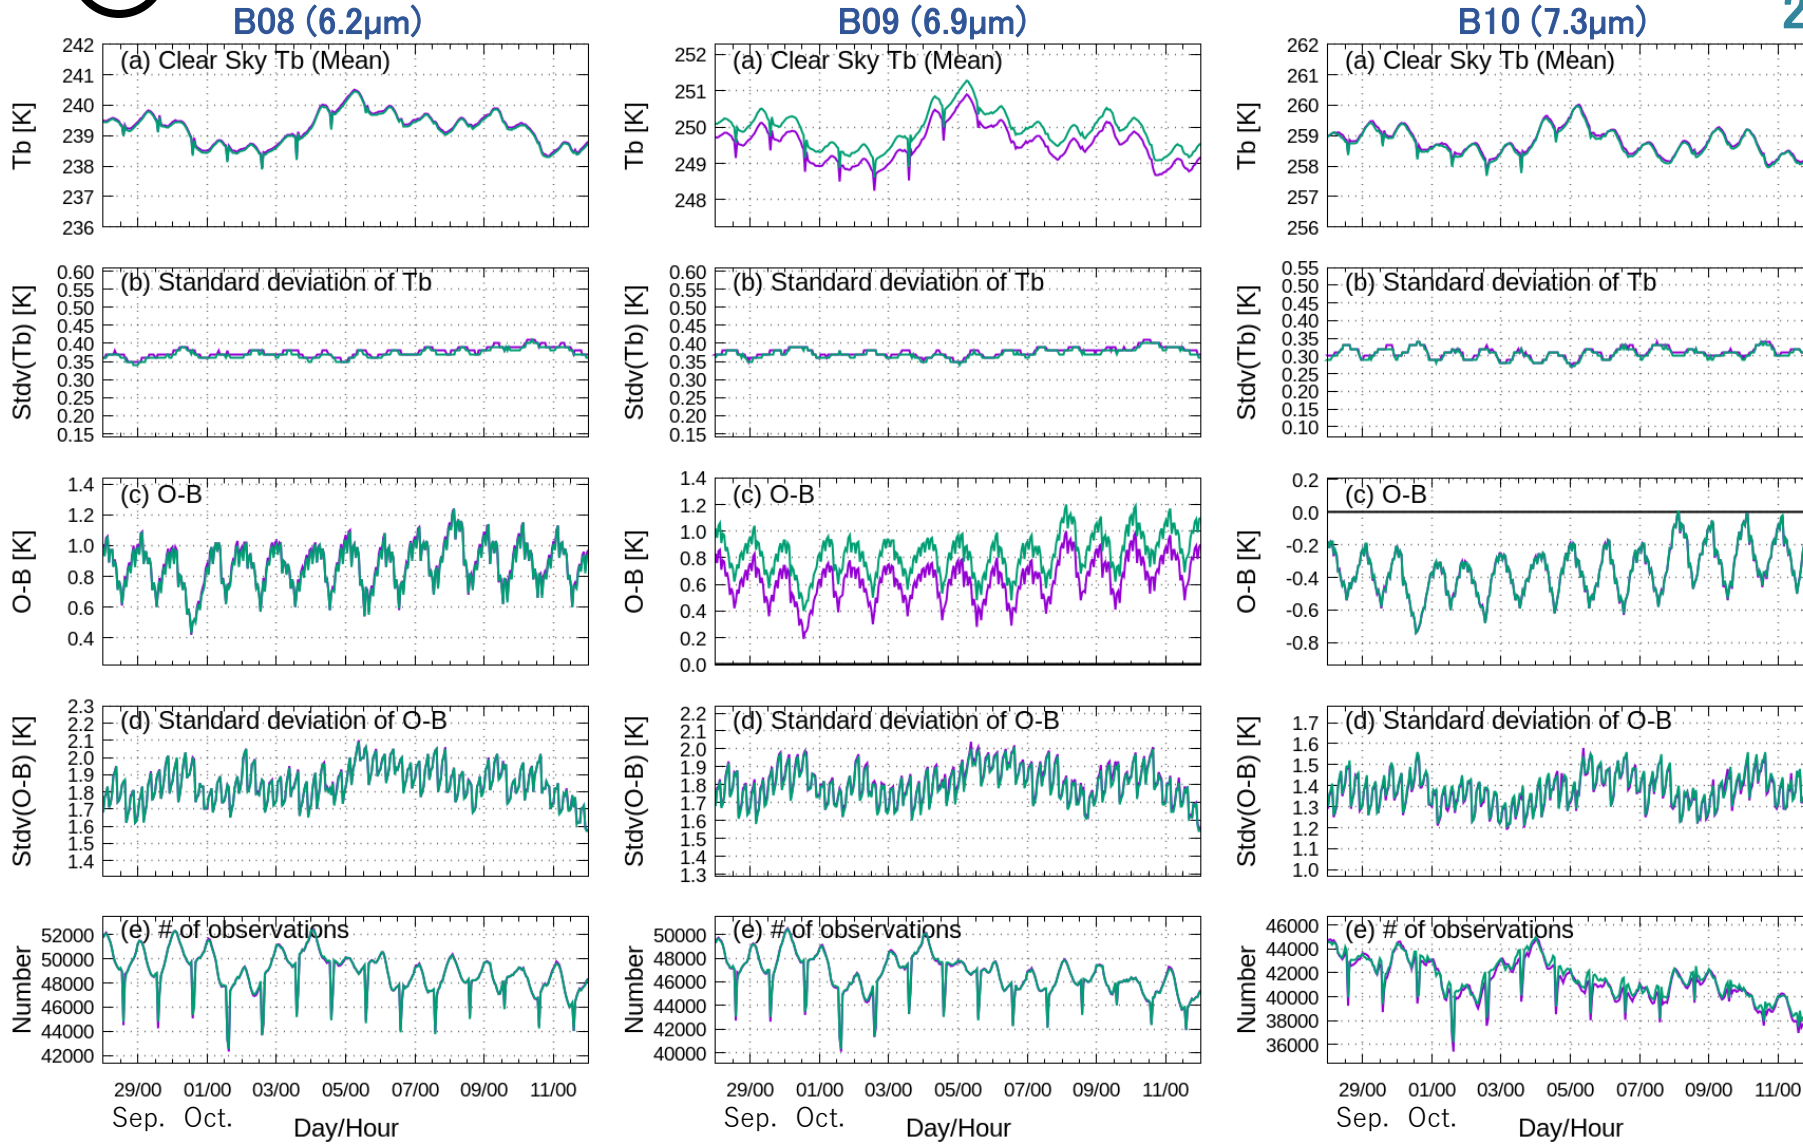 B08 (6.2μm)
B09 (6.9μm)
B10 (7.3μm)
2
(a) Clear Sky Tb (Mean)
Tb [K]
242
241
240
239
238
237
236
(a) Clear Sky Tb (Mean)
Tb [K]
252
251
250
249
248
(a) Clear Sky Tb (Mean)
Tb [K]
262
261
260
259
258
257
256
(b) Standard deviation of Tb
Stdv(Tb) [K]
0.60
0.55
0.50
0.45
0.40
0.35
0.30
0.25
0.20
0.15
(b) Standard deviation of Tb
Stdv(Tb) [K]
0.60
0.55
0.50
0.45
0.40
0.35
0.30
0.25
0.20
0.15
(b) Standard deviation of Tb
Stdv(Tb) [K]
0.55
0.50
0.45
0.40
0.35
0.30
0.25
0.20
0.15
0.10
(c) O-B
O-B [K]
1.4
1.2
1.0
0.8
0.6
0.4
(c) O-B
O-B [K]
1.4
1.2
1.0
0.8
0.6
0.4
0.2
0.0
(c) O-B
O-B [K]
0.2
0.0
-0.2
-0.4
-0.6
-0.8
(d) Standard deviation of O-B
Stdv(O-B) [K]
2.3
2.2
2.1
2.0
1.9
1.8
1.7
1.6
1.5
1.4
(d) Standard deviation of O-B
Stdv(O-B) [K]
2.2
2.1
2.0
1.9
1.8
1.7
1.6
1.5
1.4
1.3
(d) Standard deviation of O-B
Stdv(O-B) [K]
1.7
1.6
1.5
1.4
1.3
1.2
1.1
1.0
(e) # of observations
Number
52000
50000
48000
46000
44000
42000
(e) # of observations
Number
50000
48000
46000
44000
42000
40000
(e) # of observations
Number
46000
44000
42000
40000
38000
36000
29/00 01/00 03/00 05/00 07/00 09/00 11/00
Sep. Oct.
Day/Hour
29/00 01/00 03/00 05/00 07/00 09/00 11/00
Sep. Oct.
Day/Hour
29/00 01/00 03/00 05/00 07/00 09/00 11/00
Sep. Oct.
Day/Hour